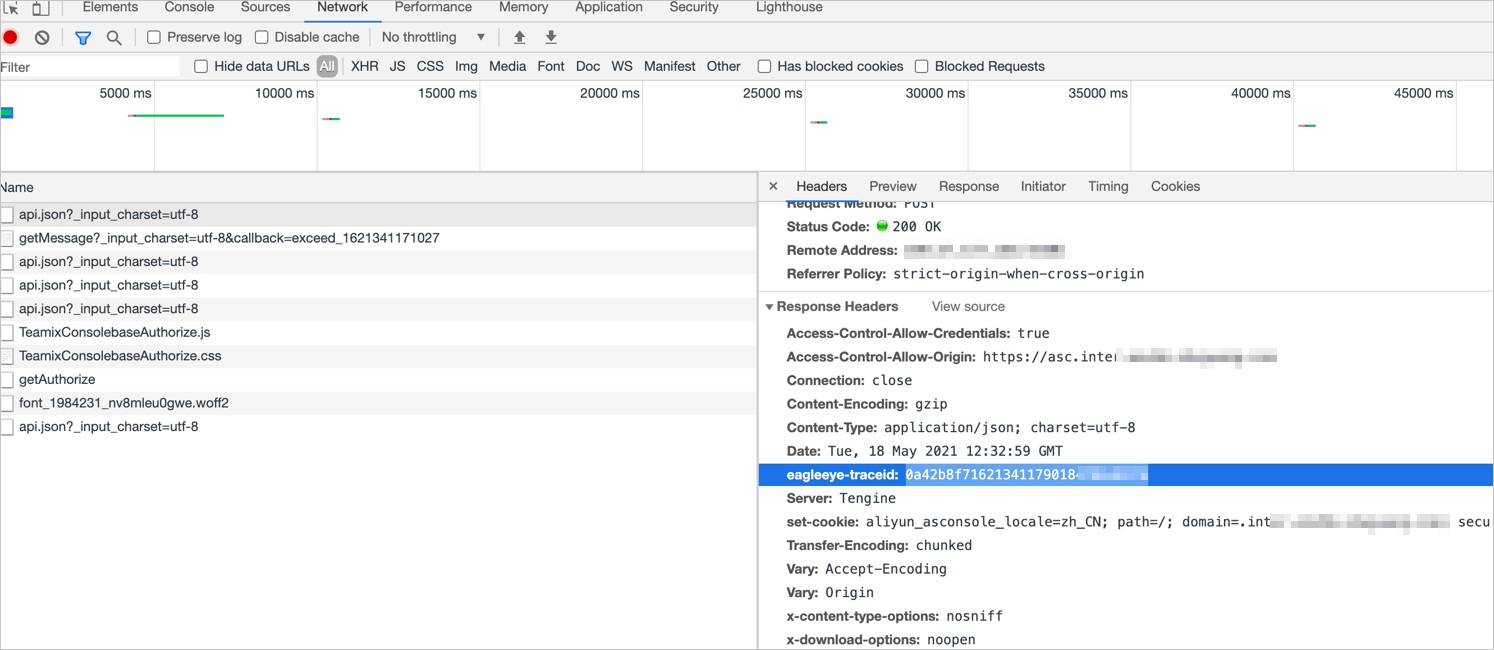 Elements Console Sources Network Performance Memory Application Security Lighthouse
Preserve log Disable cache No throttling ▼
Filter Hide data URLs All XHR JS CSS Img Media Font Doc WS Manifest Other Has blocked cookies Blocked Requests
5000 ms 10000 ms 15000 ms 20000 ms 25000 ms 30000 ms 35000 ms 40000 ms 45000 ms
Name
api.json?_input_charset=utf-8
getMessage?_input_charset=utf-8&callback=exceed_1621341171027
api.json?_input_charset=utf-8
api.json?_input_charset=utf-8
api.json?_input_charset=utf-8
TeamixConsolebaseAuthorize.js
TeamixConsolebaseAuthorize.css
getAuthorize
font_1984231_nv8mleu0gwe.woff2
api.json?_input_charset=utf-8
× Headers Preview Response Initiator Timing Cookies
Request Method: POST
Status Code: 200 OK
Remote Address:
Referrer Policy: strict-origin-when-cross-origin
▼ Response Headers View source
Access-Control-Allow-Credentials: true
Access-Control-Allow-Origin: https://asc.inter
Connection: close
Content-Encoding: gzip
Content-Type: application/json; charset=utf-8
Date: Tue, 18 May 2021 12:32:59 GMT
eagleeye-traceid: 0a42b8f71621341179018
Server: Tengine
set-cookie: aliyun_asconsole_locale=zh_CN; path=/; domain=.int secu
Transfer-Encoding: chunked
Vary: Accept-Encoding
Vary: Origin
x-content-type-options: nosniff
x-download-options: noopen